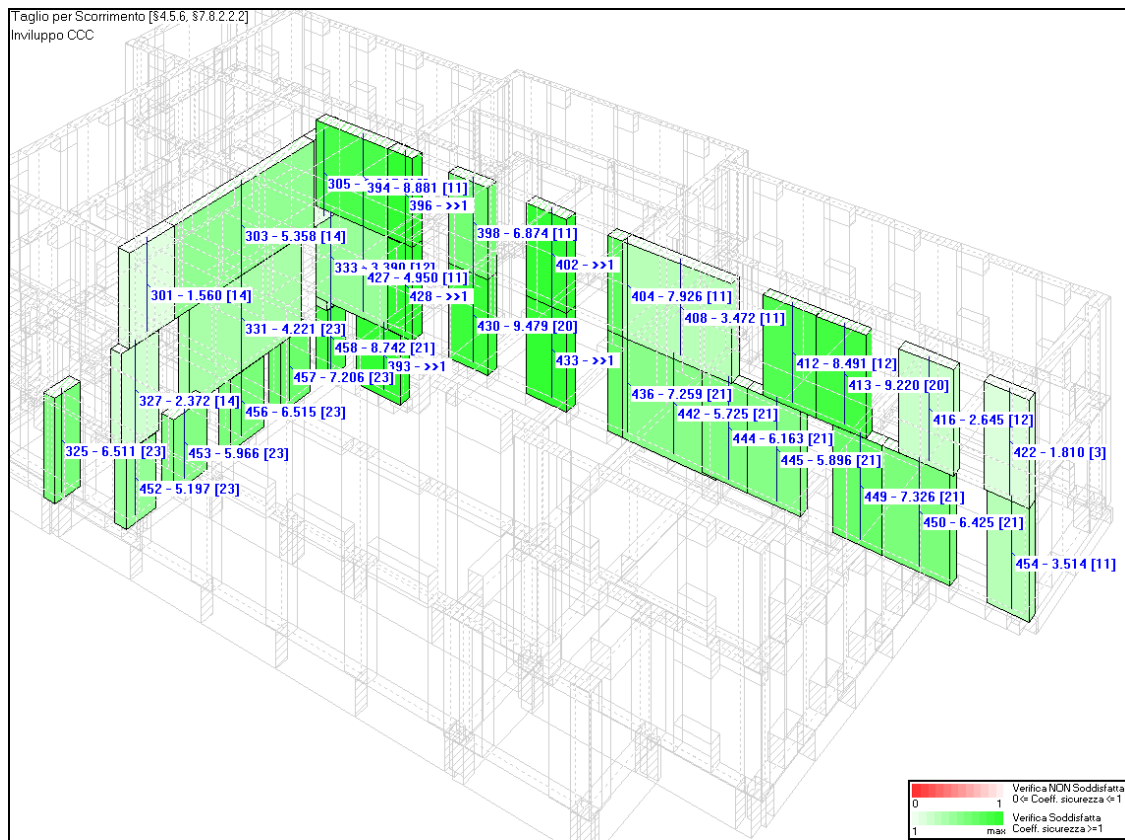 Taglio per Scorrimento [§4.5.6, §7.8.2.2.2]
Inviluppo CCC
305 -
394 - 8.881 [11]
396 - >>1
398 - 6.874 [11]
303 - 5.358 [14]
402 - >>1
333 - 3.390 [12]
427 - 4.950 [11]
428 - >>1
404 - 7.926 [11]
301 - 1.560 [14]
408 - 3.472 [11]
331 - 4.221 [23]
430 - 9.479 [20]
458 - 8.742 [21]
433 - >>1
393 - >>1
412 - 8.491 [12]
457 - 7.206 [23]
413 - 9.220 [20]
436 - 7.259 [21]
327 - 2.372 [14]
456 - 6.515 [23]
442 - 5.725 [21]
416 - 2.645 [12]
444 - 6.163 [21]
325 - 6.511 [23]
453 - 5.966 [23]
422 - 1.810 [3]
445 - 5.896 [21]
452 - 5.197 [23]
449 - 7.326 [21]
450 - 6.425 [21]
454 - 3.514 [11]
Verifica NON Soddisfatta
0 <= Coeff. sicurezza <= 1
0 1
Verifica Soddisfatta
Coeff. sicurezza >=1
1 max